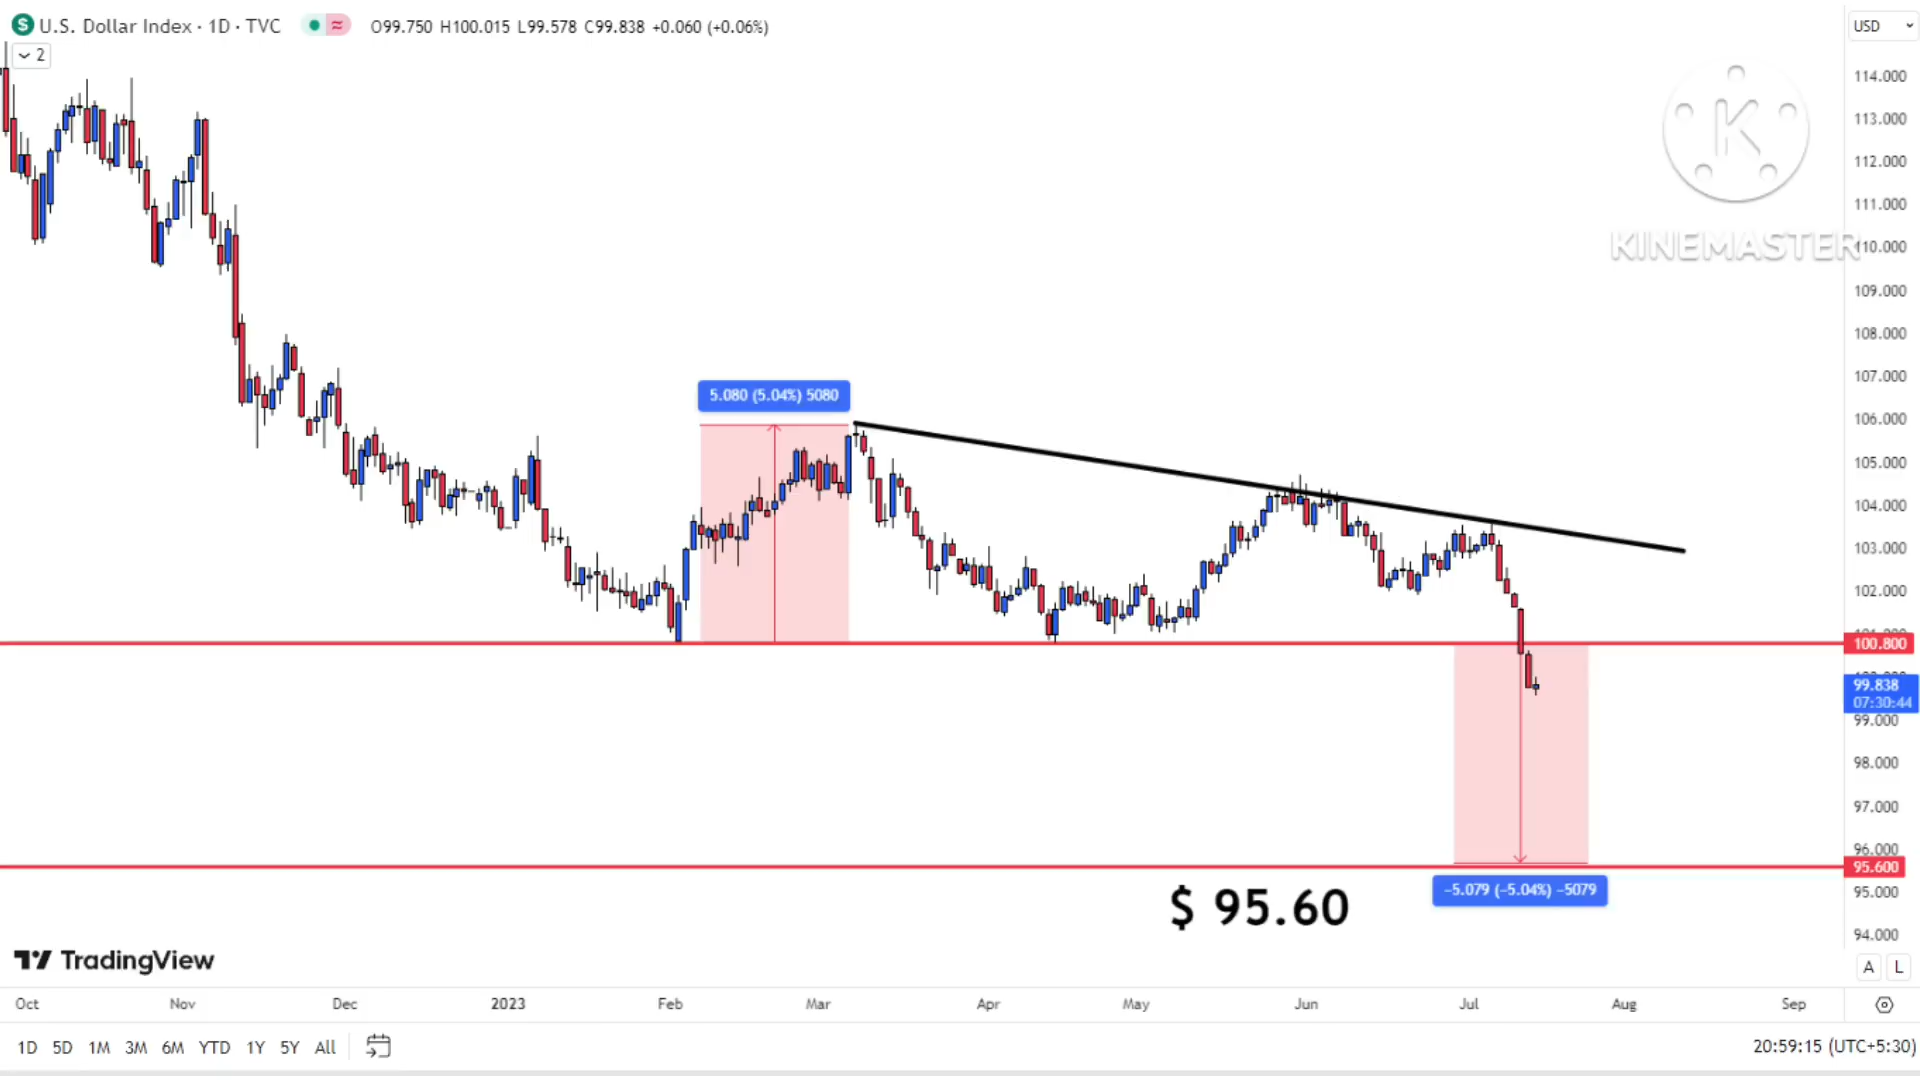 U.S. Dollar Index · 1D · TVC O99.750 H100.015 L99.578 C99.838 +0.060 (+0.06%)
USD
2
114.000
113.000
112.000
111.000
110.000
109.000
108.000
107.000
106.000
105.000
104.000
103.000
102.000
100.800
99.838
07:30:44
99.000
98.000
97.000
96.000
95.600
95.000
94.000
K
KINEMASTER
5.080 (5.04%) 5080
−5.079 (−5.04%) −5079
$ 95.60
TradingView
A L
Oct Nov Dec 2023 Feb Mar Apr May Jun Jul Aug Sep
1D 5D 1M 3M 6M YTD 1Y 5Y All
20:59:15 (UTC+5:30)